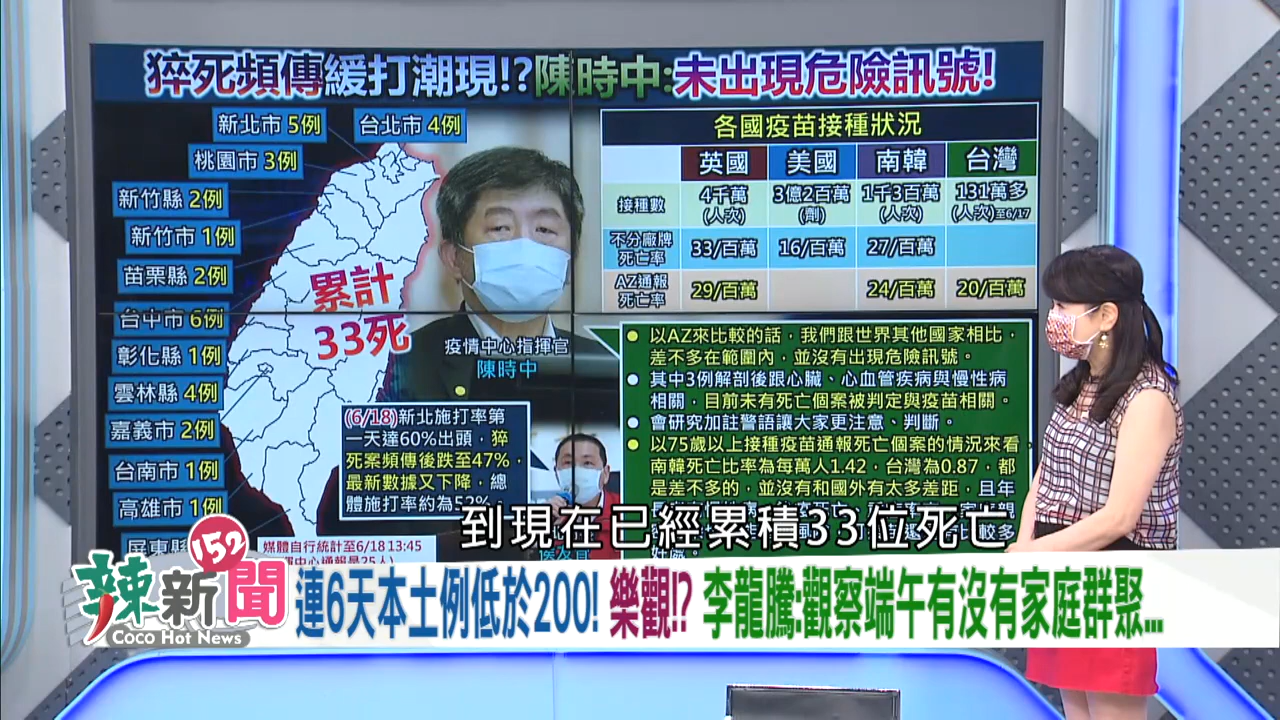 猝死頻傳緩打潮現!?陳時中:未出現危險訊號!
新北市 5例
台北市 4例
桃園市 3例
新竹縣 2例
新竹市 1例
苗栗縣 2例
台中市 6例
彰化縣 1例
雲林縣 4例
嘉義市 2例
台南市 1例
高雄市 1例
屏東縣
累計
33死
疫情中心指揮官
陳時中
各國疫苗接種狀況
英國 美國 南韓 台灣
接種數 4千萬(人次) 3億2百萬(劑) 1千3百萬(人次) 131萬多(人次)至6/17
不分廠牌死亡率 33/百萬 16/百萬 27/百萬
AZ通報死亡率 29/百萬 24/百萬 20/百萬
以AZ來比較的話,我們跟世界其他國家相比,
差不多在範圍內,並沒有出現危險訊號。
其中3例解剖後跟心臟、心血管疾病與慢性病
相關,目前未有死亡個案被判定與疫苗相關。
會研究加註警語讓大家更注意、判斷。
以75歲以上接種疫苗通報死亡個案的情況來看,
南韓死亡比率為每萬人1.42,台灣為0.87,都
是差不多的,並沒有和國外有太多差距,且年
(6/18)新北施打率第
一天達60%出頭,猝
死案頻傳後跌至47%,
最新數據又下降,總
體施打率約為52%。
媒體自行統計至6/18 13:45
侯友宜
到現在已經累積33位死亡
152
辣新聞
Coco Hot News
連6天本土例低於200! 樂觀!? 李龍騰:觀察端午有沒有家庭群聚...